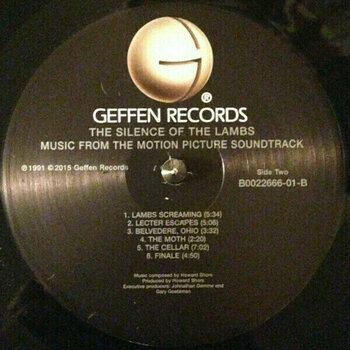 G
®
GEFFEN RECORDS
THE SILENCE OF THE LAMBS
MUSIC FROM THE MOTION PICTURE SOUNDTRACK
℗1991 ©2015 Geffen Records
Side Two
B0022666-01-B
1. LAMBS SCREAMING (5:34)
2. LECTER ESCAPES (5:06)
3. BELVEDERE, OHIO (3:32)
4. THE MOTH (2:20)
5. THE CELLAR (7:02)
6. FINALE (4:50)
Music composed by Howard Shore
Produced by Howard Shore
Executive producers: Johnathan Demme and
Gary Goetzman